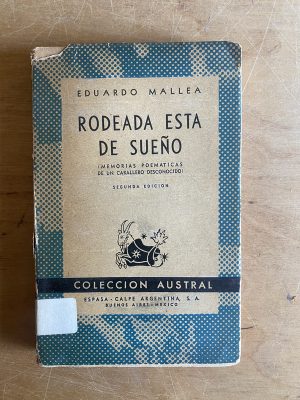 EDUARDO MALLEA
RODEADA ESTA
DE SUEÑO
(MEMORIAS POEMATICAS
DE UN CABALLERO DESCONOCIDO)
SEGUNDA EDICION
COLECCION AUSTRAL
ESPASA-CALPE ARGENTINA, S. A.
BUENOS AIRES-MEXICO